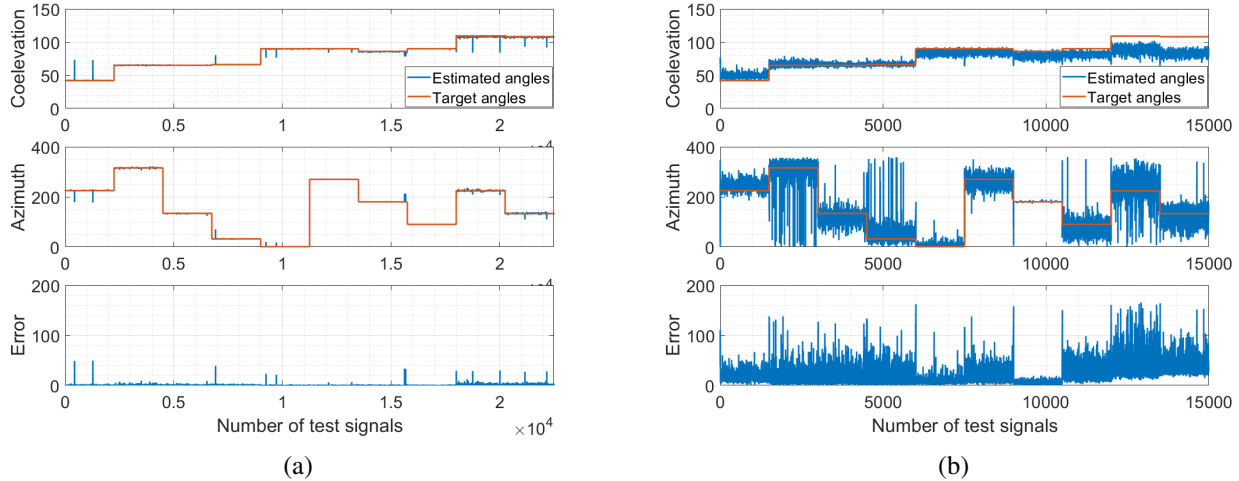 150
100
50
0
Coelevation
Estimated angles
Target angles
0 0.5 1 1.5 2
400
200
0
Azimuth
0 0.5 1 1.5 2
200
100
0
Error
0 0.5 1 1.5 2
Number of test signals
×10⁴
(a)
150
100
50
0
Coelevation
Estimated angles
Target angles
0 5000 10000 15000
400
200
0
Azimuth
0 5000 10000 15000
200
100
0
Error
0 5000 10000 15000
Number of test signals
(b)